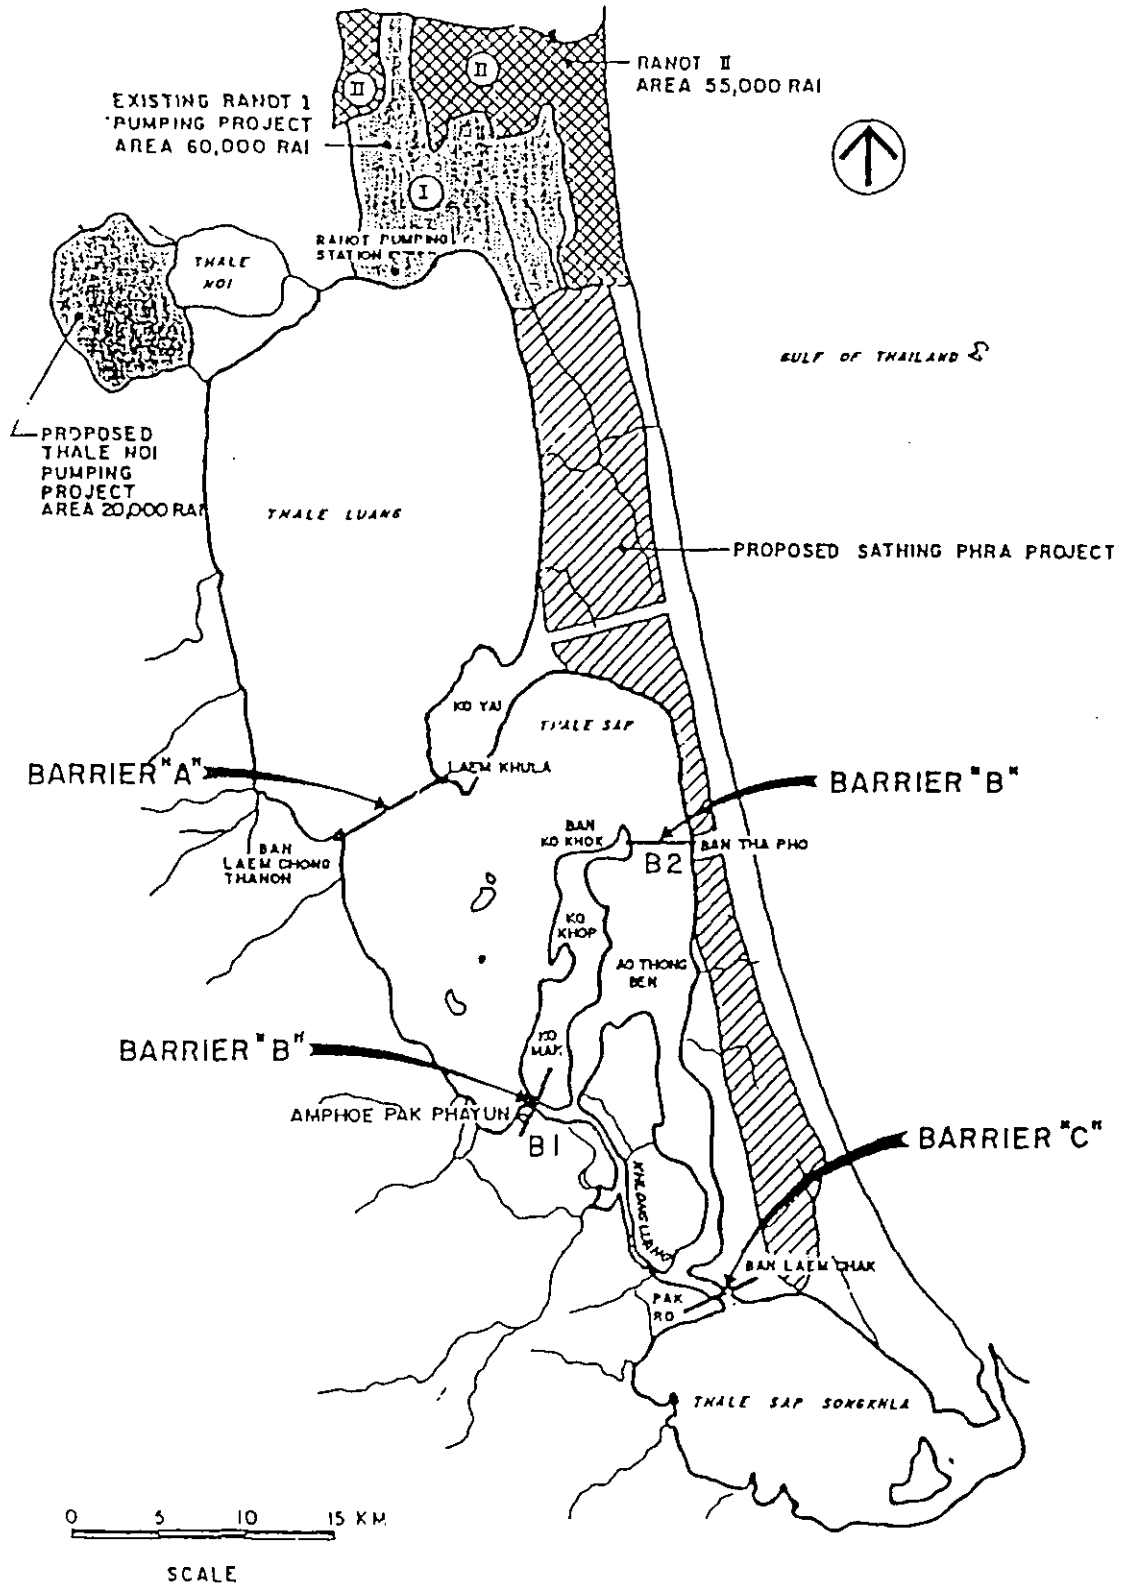 RANOT II
AREA 55,000 RAI
II
II
EXISTING RANOT 1
PUMPING PROJECT
AREA 60,000 RAI
I
RANOT PUMPING
STATION
THALE
NOI
GULF OF THAILAND
PROPOSED
THALE NOI
PUMPING
PROJECT
AREA 20,000 RAI
THALE LUANG
PROPOSED SATHING PHRA PROJECT
KO YAI
THALE SAP
BARRIER "A"
LAEM KHULA
BARRIER "B"
BAN
KO KHOK
BAN THA PHO
BAN
LAEM CHONG
THANON
B2
KO
KHOP
AO THONG
BEN
KO
MAK
BARRIER "B"
AMPHOE PAK PHAYUN
B1
BARRIER "C"
KHLONG LUANG
BAN LAEM CHAK
PAK
RO
THALE SAP SONGKHLA
0 5 10 15 KM
SCALE